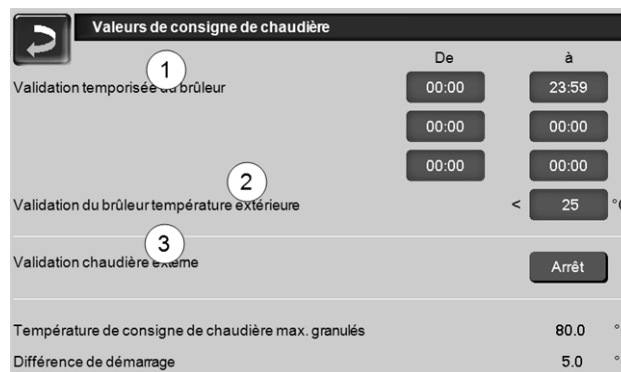 Valeurs de consigne de chaudière
De à
1
Validation temporisée du brûleur 00:00 23:59
00:00 00:00
00:00 00:00
2
Validation du brûleur température extérieure < 25 °C
3
Validation chaudière externe Arrêt
Température de consigne de chaudière max. granulés 80.0 °
Différence de démarrage 5.0 °